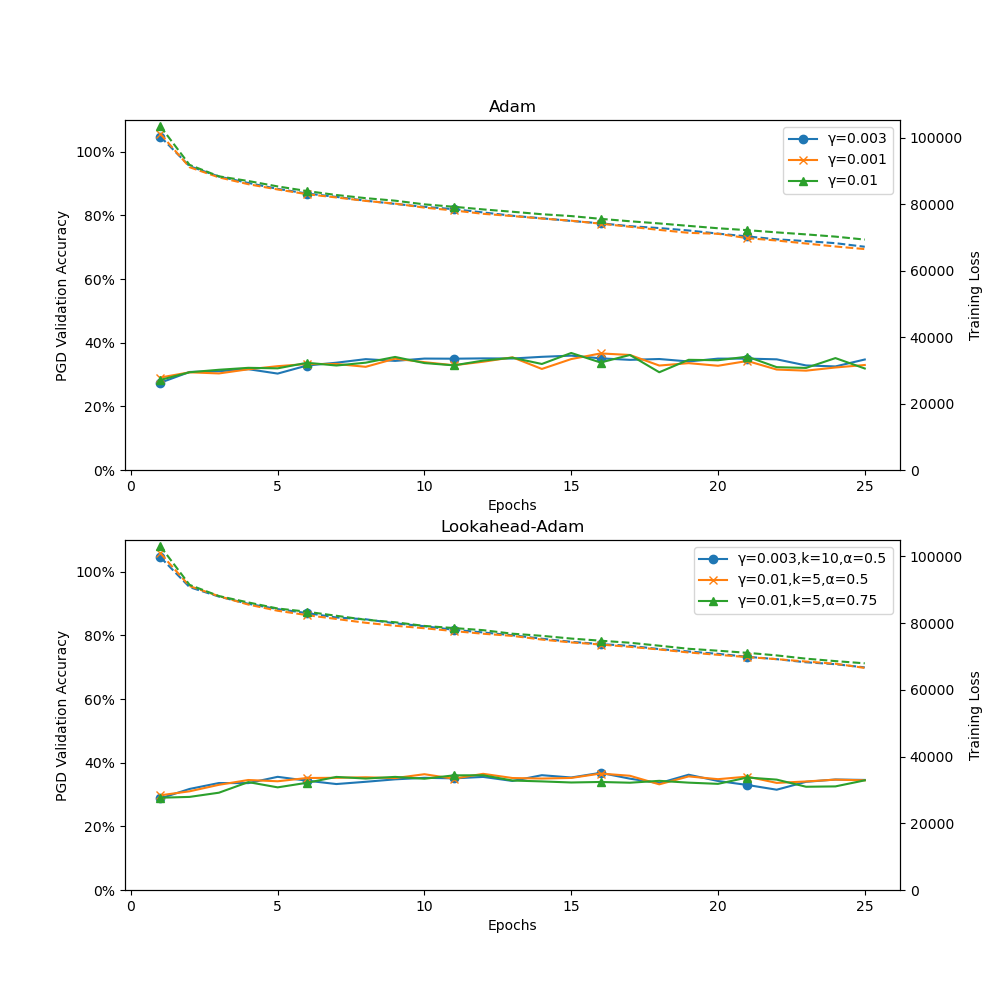 Adam
PGD Validation Accuracy
100%
80%
60%
40%
20%
0%
γ=0.003
γ=0.001
γ=0.01
100000
80000
60000
40000
20000
0
Training Loss
0 5 10 15 20 25
Epochs
Lookahead-Adam
PGD Validation Accuracy
100%
80%
60%
40%
20%
0%
γ=0.003,k=10,α=0.5
γ=0.01,k=5,α=0.5
γ=0.01,k=5,α=0.75
100000
80000
60000
40000
20000
0
Training Loss
0 5 10 15 20 25
Epochs